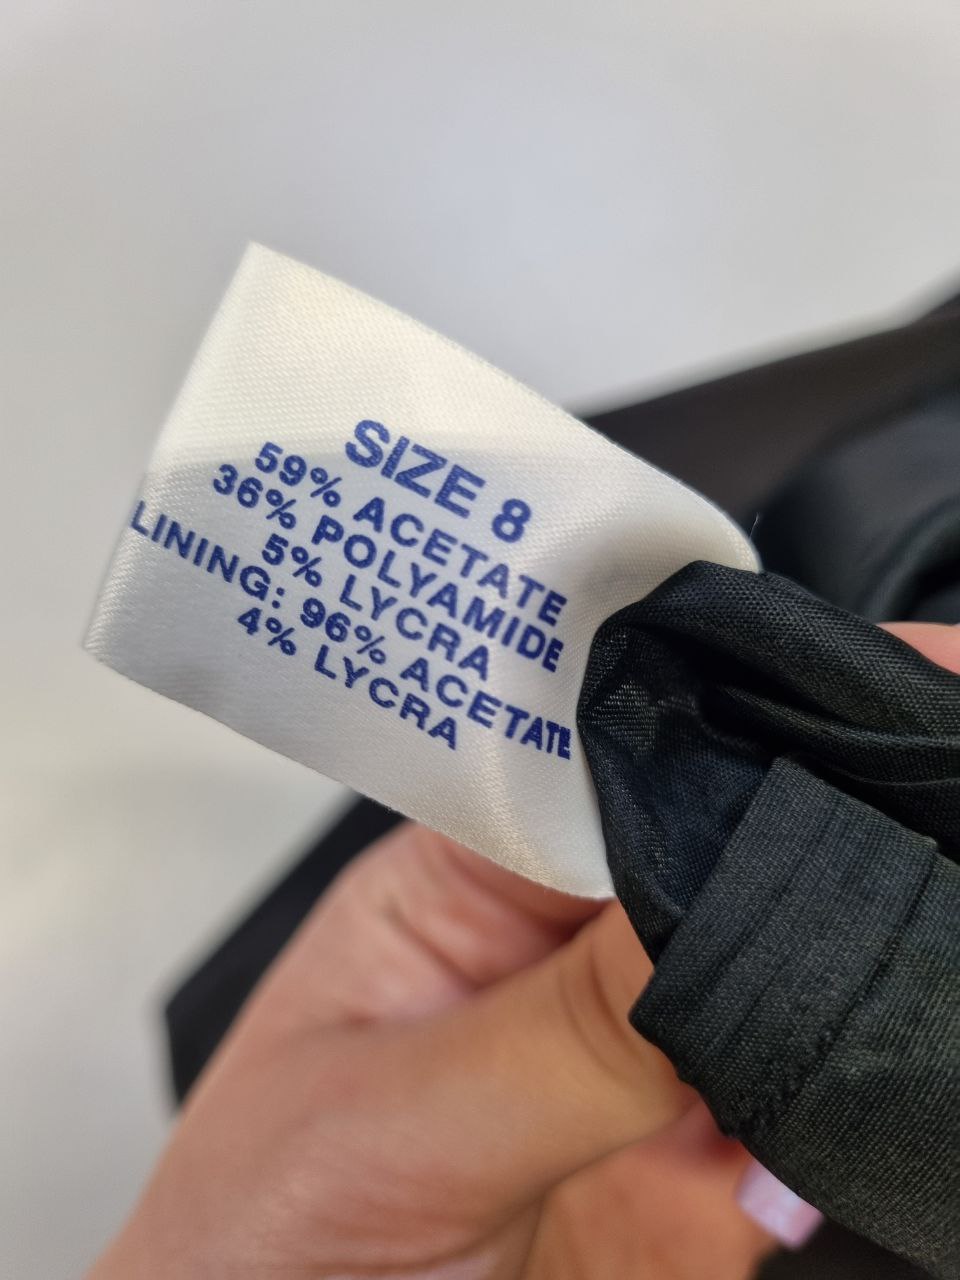 SIZE 8
59% ACETATE
36% POLYAMIDE
5% LYCRA
LINING: 96% ACETATE
4% LYCRA